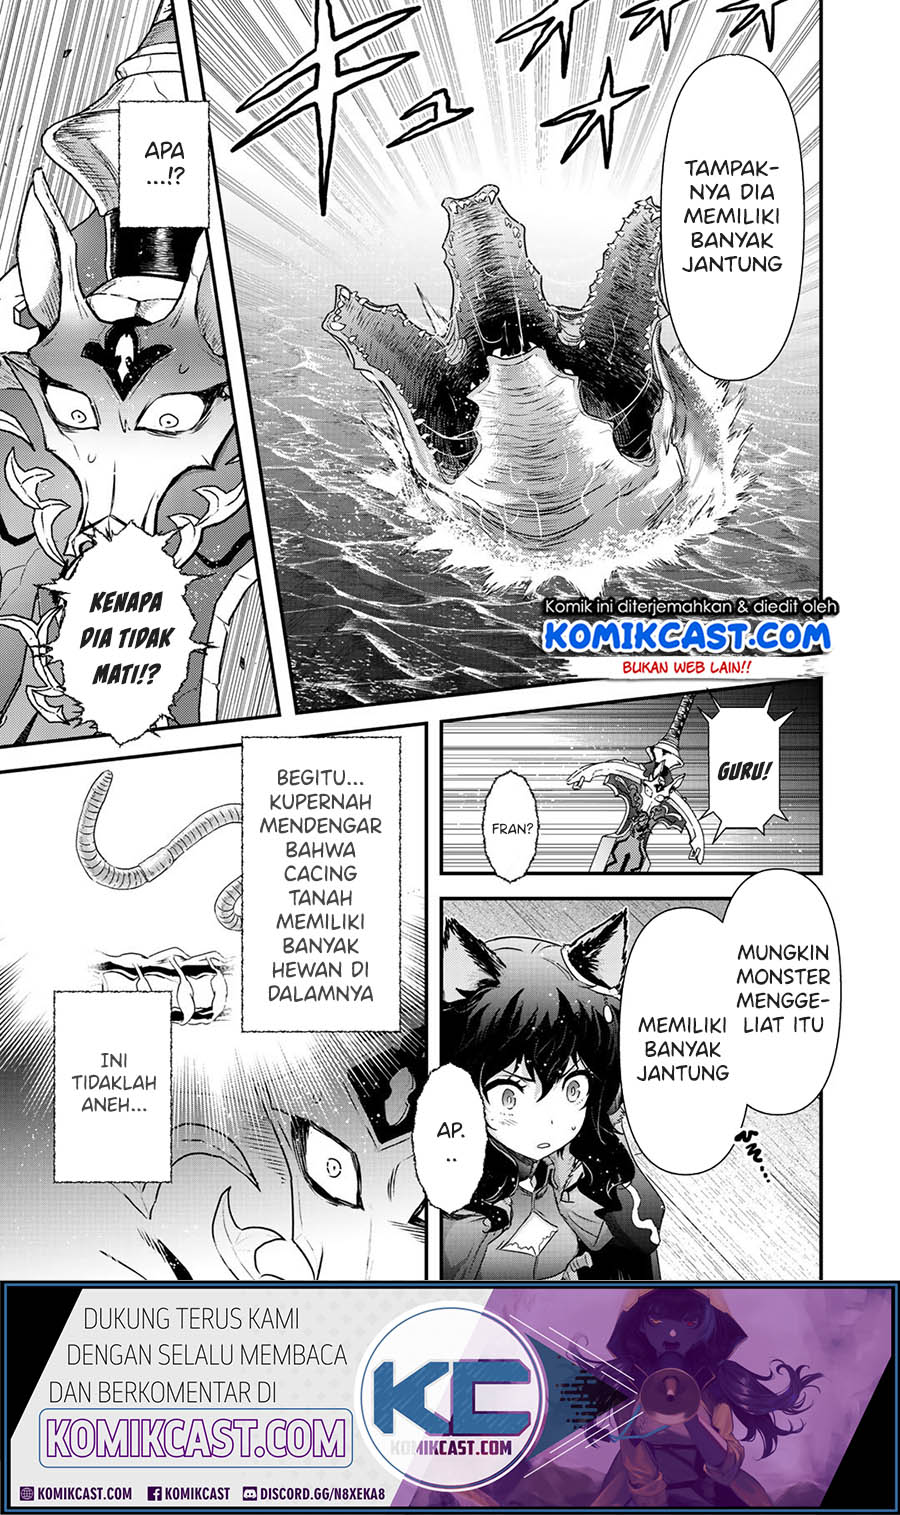 TAMPAK-
NYA DIA
MEMILIKI
BANYAK
JANTUNG
APA
...!?
KENAPA
DIA TIDAK
MATI!?
Komik ini diterjemahkan & diedit oleh
KOMIKCAST.COM
BUKAN WEB LAIN!!
GURU!
FRAN?
MUNGKIN
MONSTER
MENGGE-
LIAT ITU
MEMILIKI
BANYAK
JANTUNG
AP.
..
BEGITU...
KUPERNAH
MENDENGAR
BAHWA
CACING
TANAH
MEMILIKI
BANYAK
HEWAN DI
DALAMNYA
INI
TIDAKLAH
ANEH...
DUKUNG TERUS KAMI
DENGAN SELALU MEMBACA
DAN BERKOMENTAR DI
KOMIKCAST.COM
KC
KOMIKCAST.COM
KOMIKCAST.COM
KOMIKCAST
DISCORD.GG/N8XEKA8